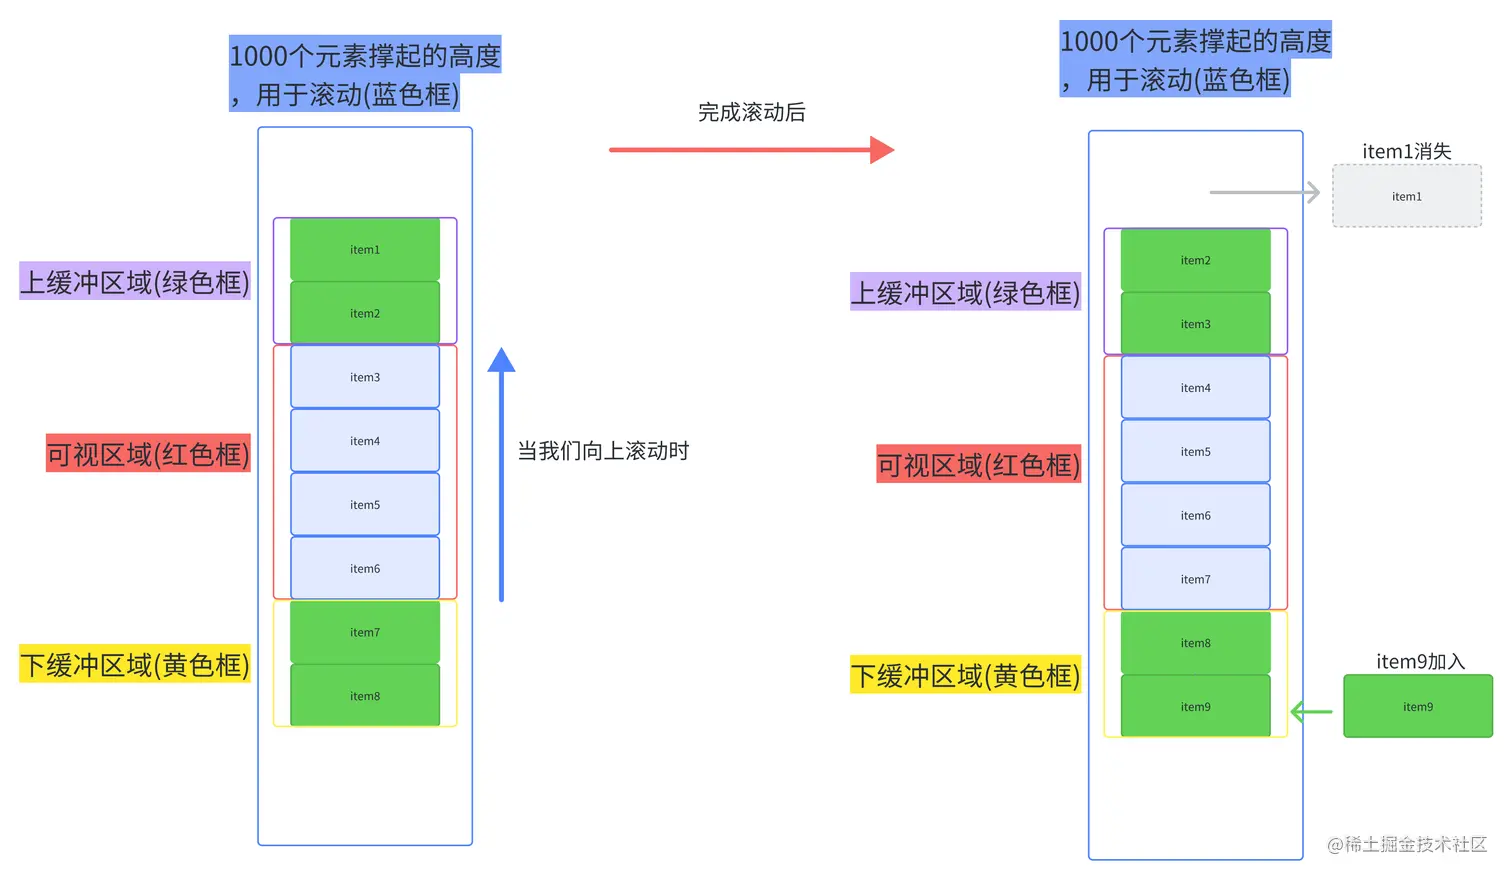 1000个元素撑起的高度
，用于滚动(蓝色框)
item1
item2
上缓冲区域(绿色框)
item3
item4
item5
item6
可视区域(红色框)
item7
item8
下缓冲区域(黄色框)
当我们向上滚动时
完成滚动后
1000个元素撑起的高度
，用于滚动(蓝色框)
item1消失
item1
item2
item3
上缓冲区域(绿色框)
item4
item5
item6
item7
可视区域(红色框)
item8
item9
下缓冲区域(黄色框)
item9加入
item9
@稀土掘金技术社区